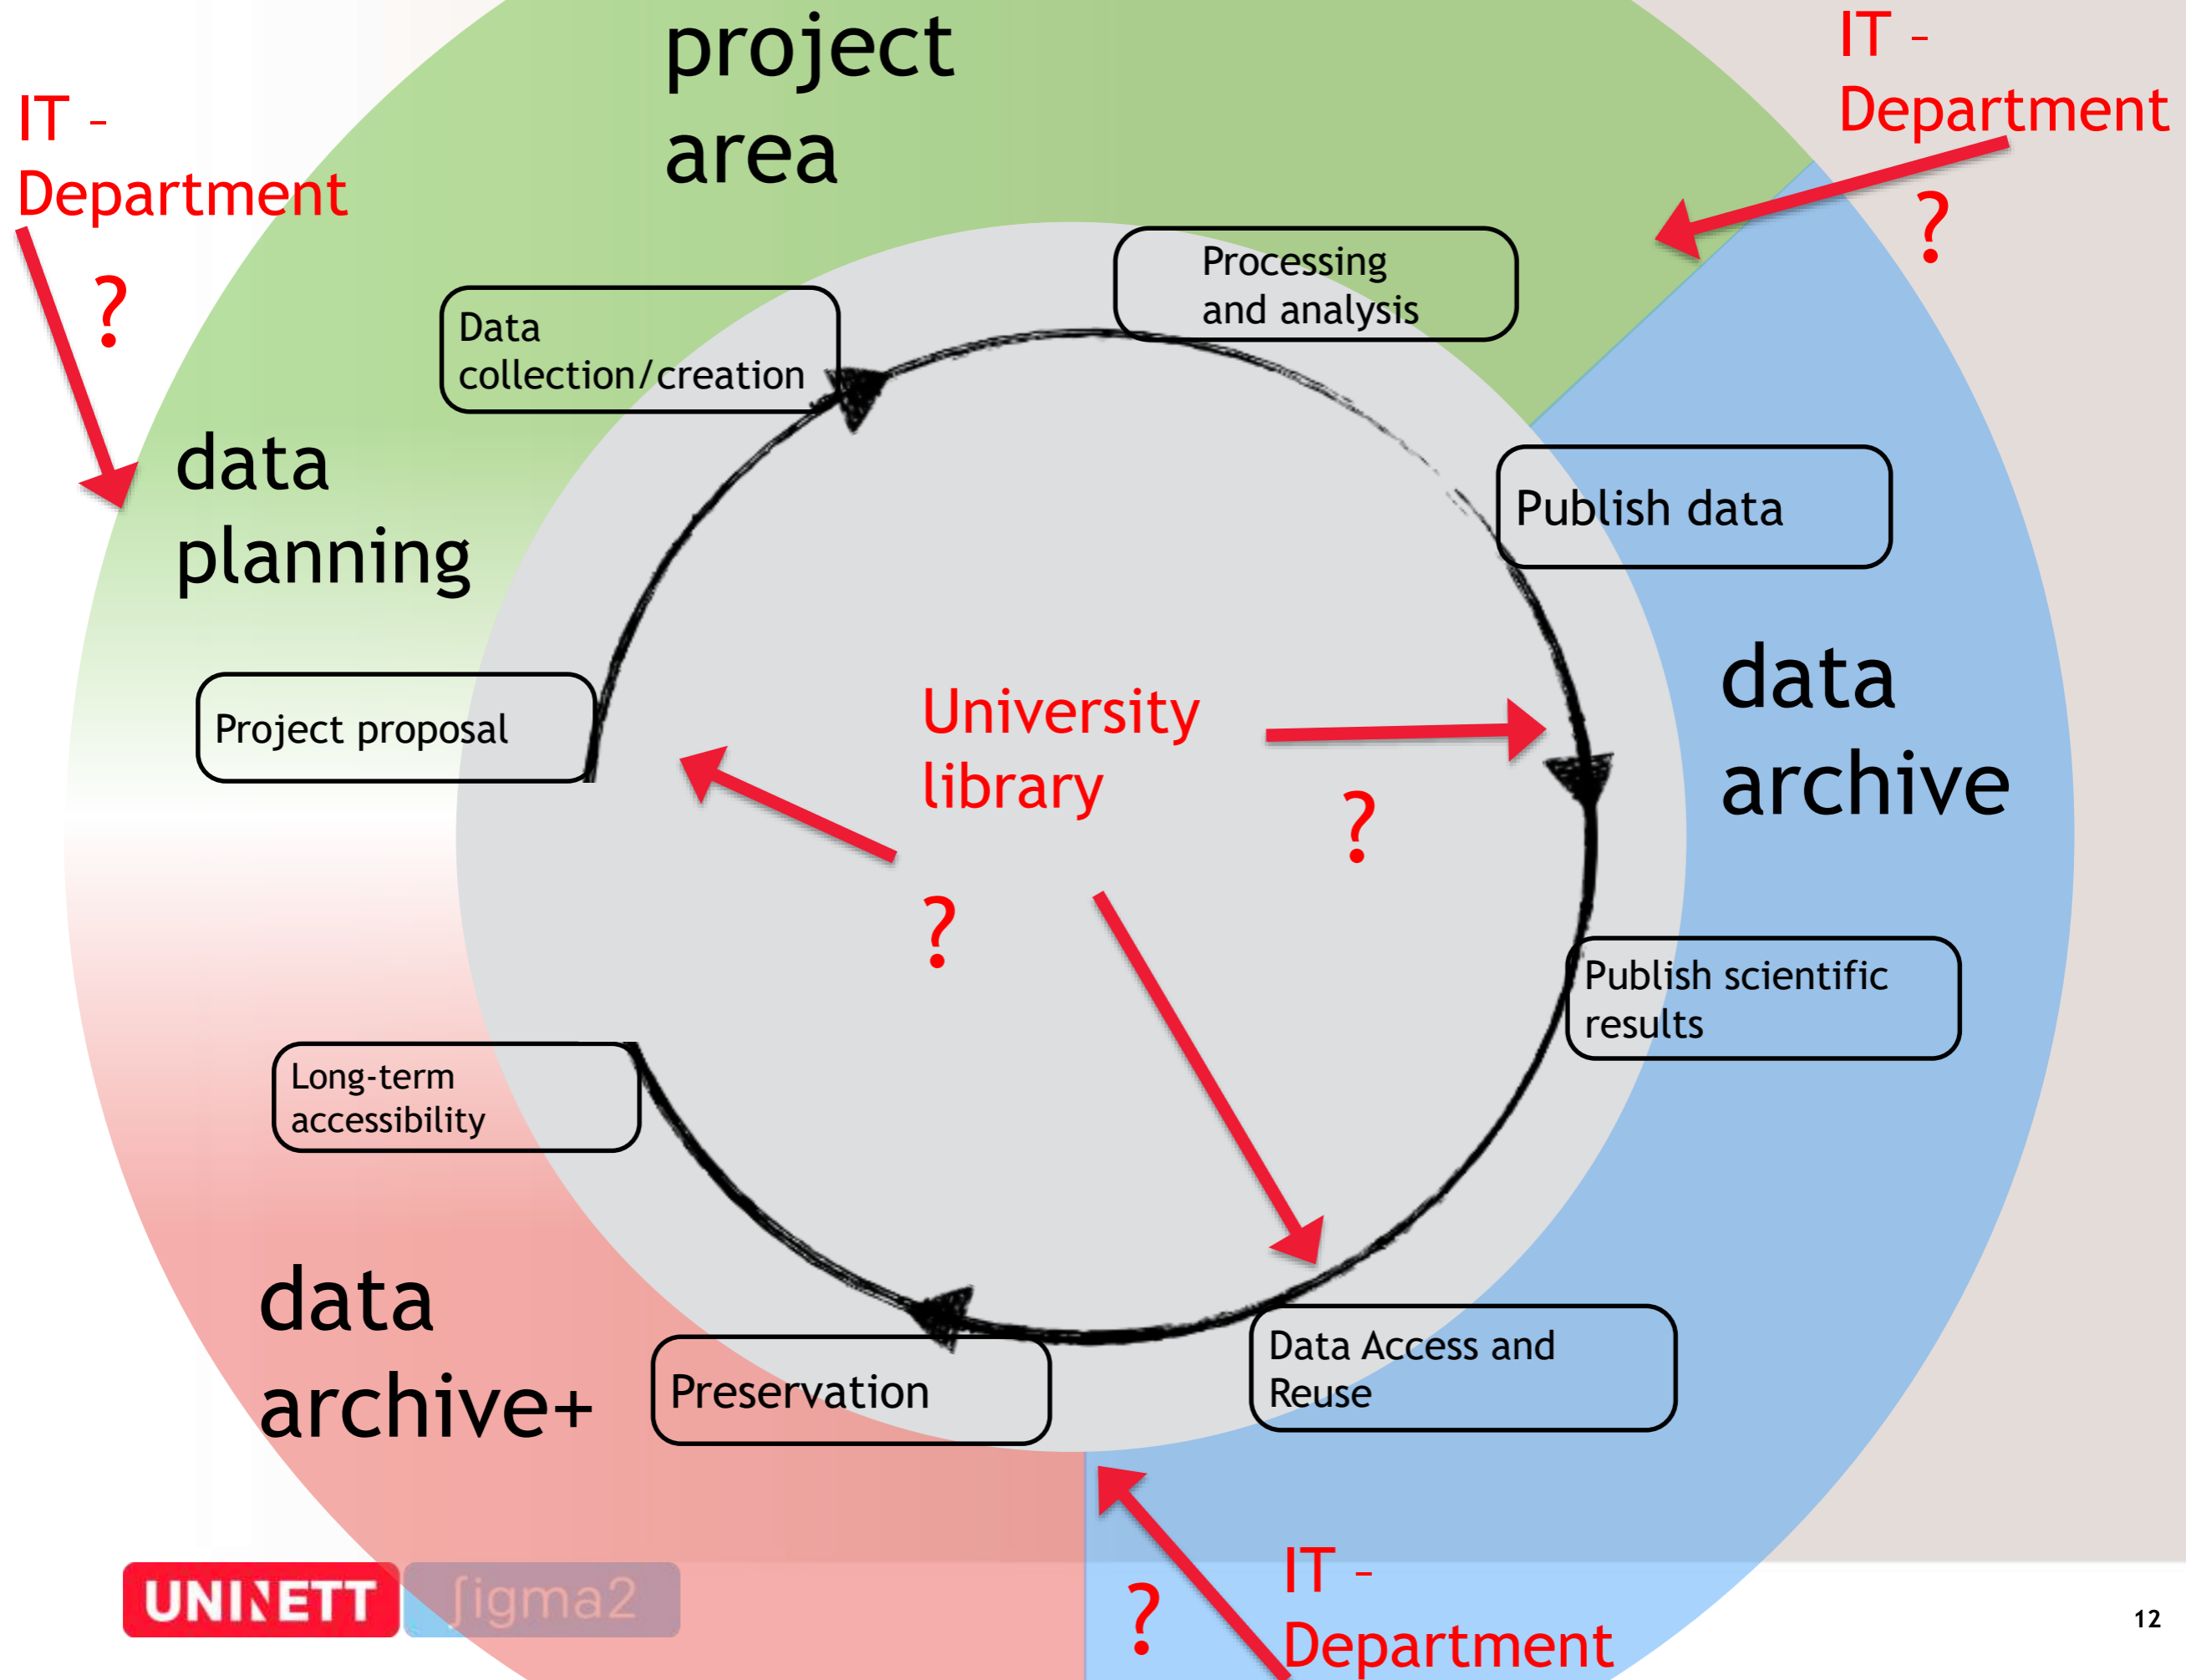 project
area
IT –
Department
?
IT –
Department
?
Processing
and analysis
Data
collection/creation
data
planning
Publish data
Project proposal
University
library
?
?
data
archive
Publish scientific
results
Long-term
accessibility
data
archive+
Preservation
Data Access and
Reuse
IT –
Department
?
UNINETT
sigma2
12